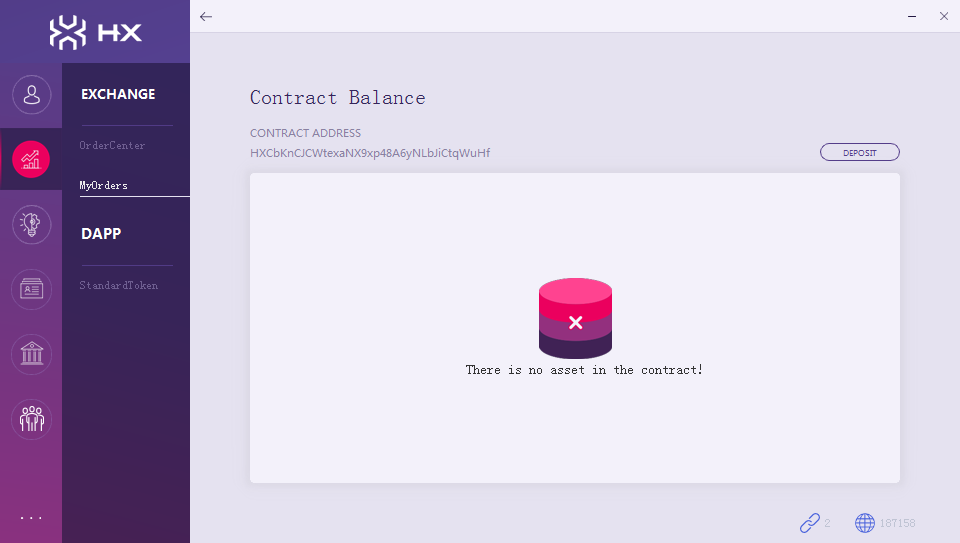 HX
EXCHANGE
OrderCenter
MyOrders
DAPP
StandardToken
...
Contract Balance
CONTRACT ADDRESS
HXCbKnCJCWtexaNX9xp48A6yNLbJiCtqWuHf
DEPOSIT
There is no asset in the contract!
2
187158